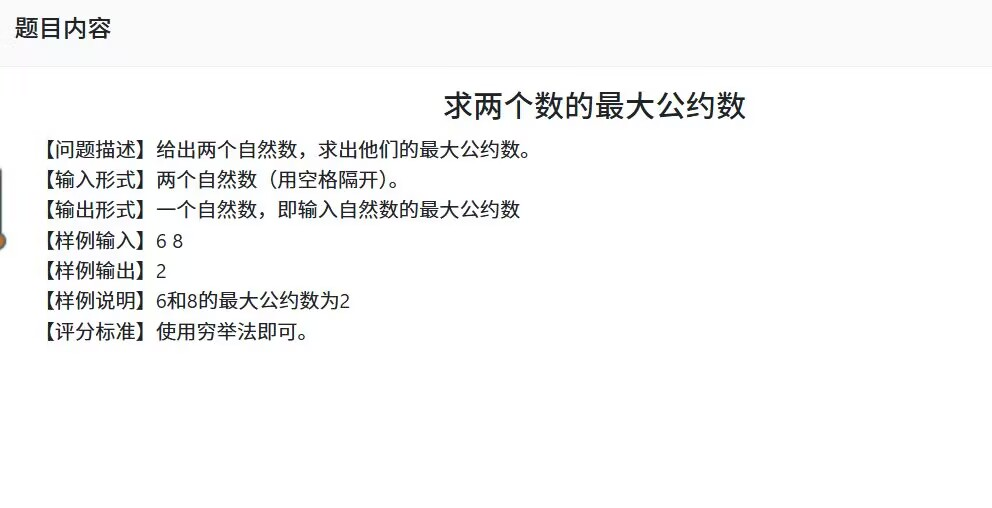 题目内容
求两个数的最大公约数
【问题描述】给出两个自然数，求出他们的最大公约数。
【输入形式】两个自然数（用空格隔开）。
【输出形式】一个自然数，即输入自然数的最大公约数
【样例输入】6 8
【样例输出】2
【样例说明】6和8的最大公约数为2
【评分标准】使用穷举法即可。